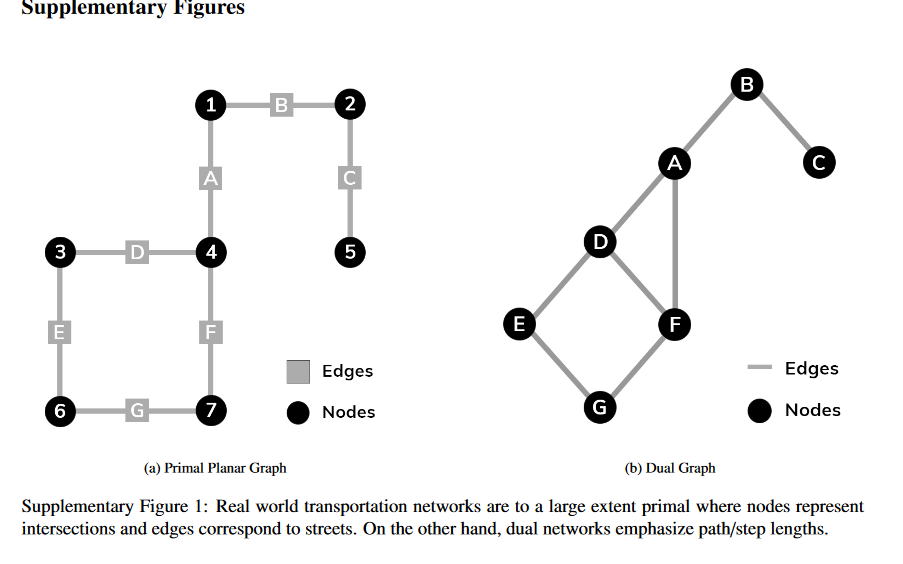 Supplementary Figures
1 B 2
A C
3 D 4 5
E F
6 G 7
Edges
Nodes
B
A C
D
E F
G
Edges
Nodes
(a) Primal Planar Graph
(b) Dual Graph
Supplementary Figure 1: Real world transportation networks are to a large extent primal where nodes represent
intersections and edges correspond to streets. On the other hand, dual networks emphasize path/step lengths.